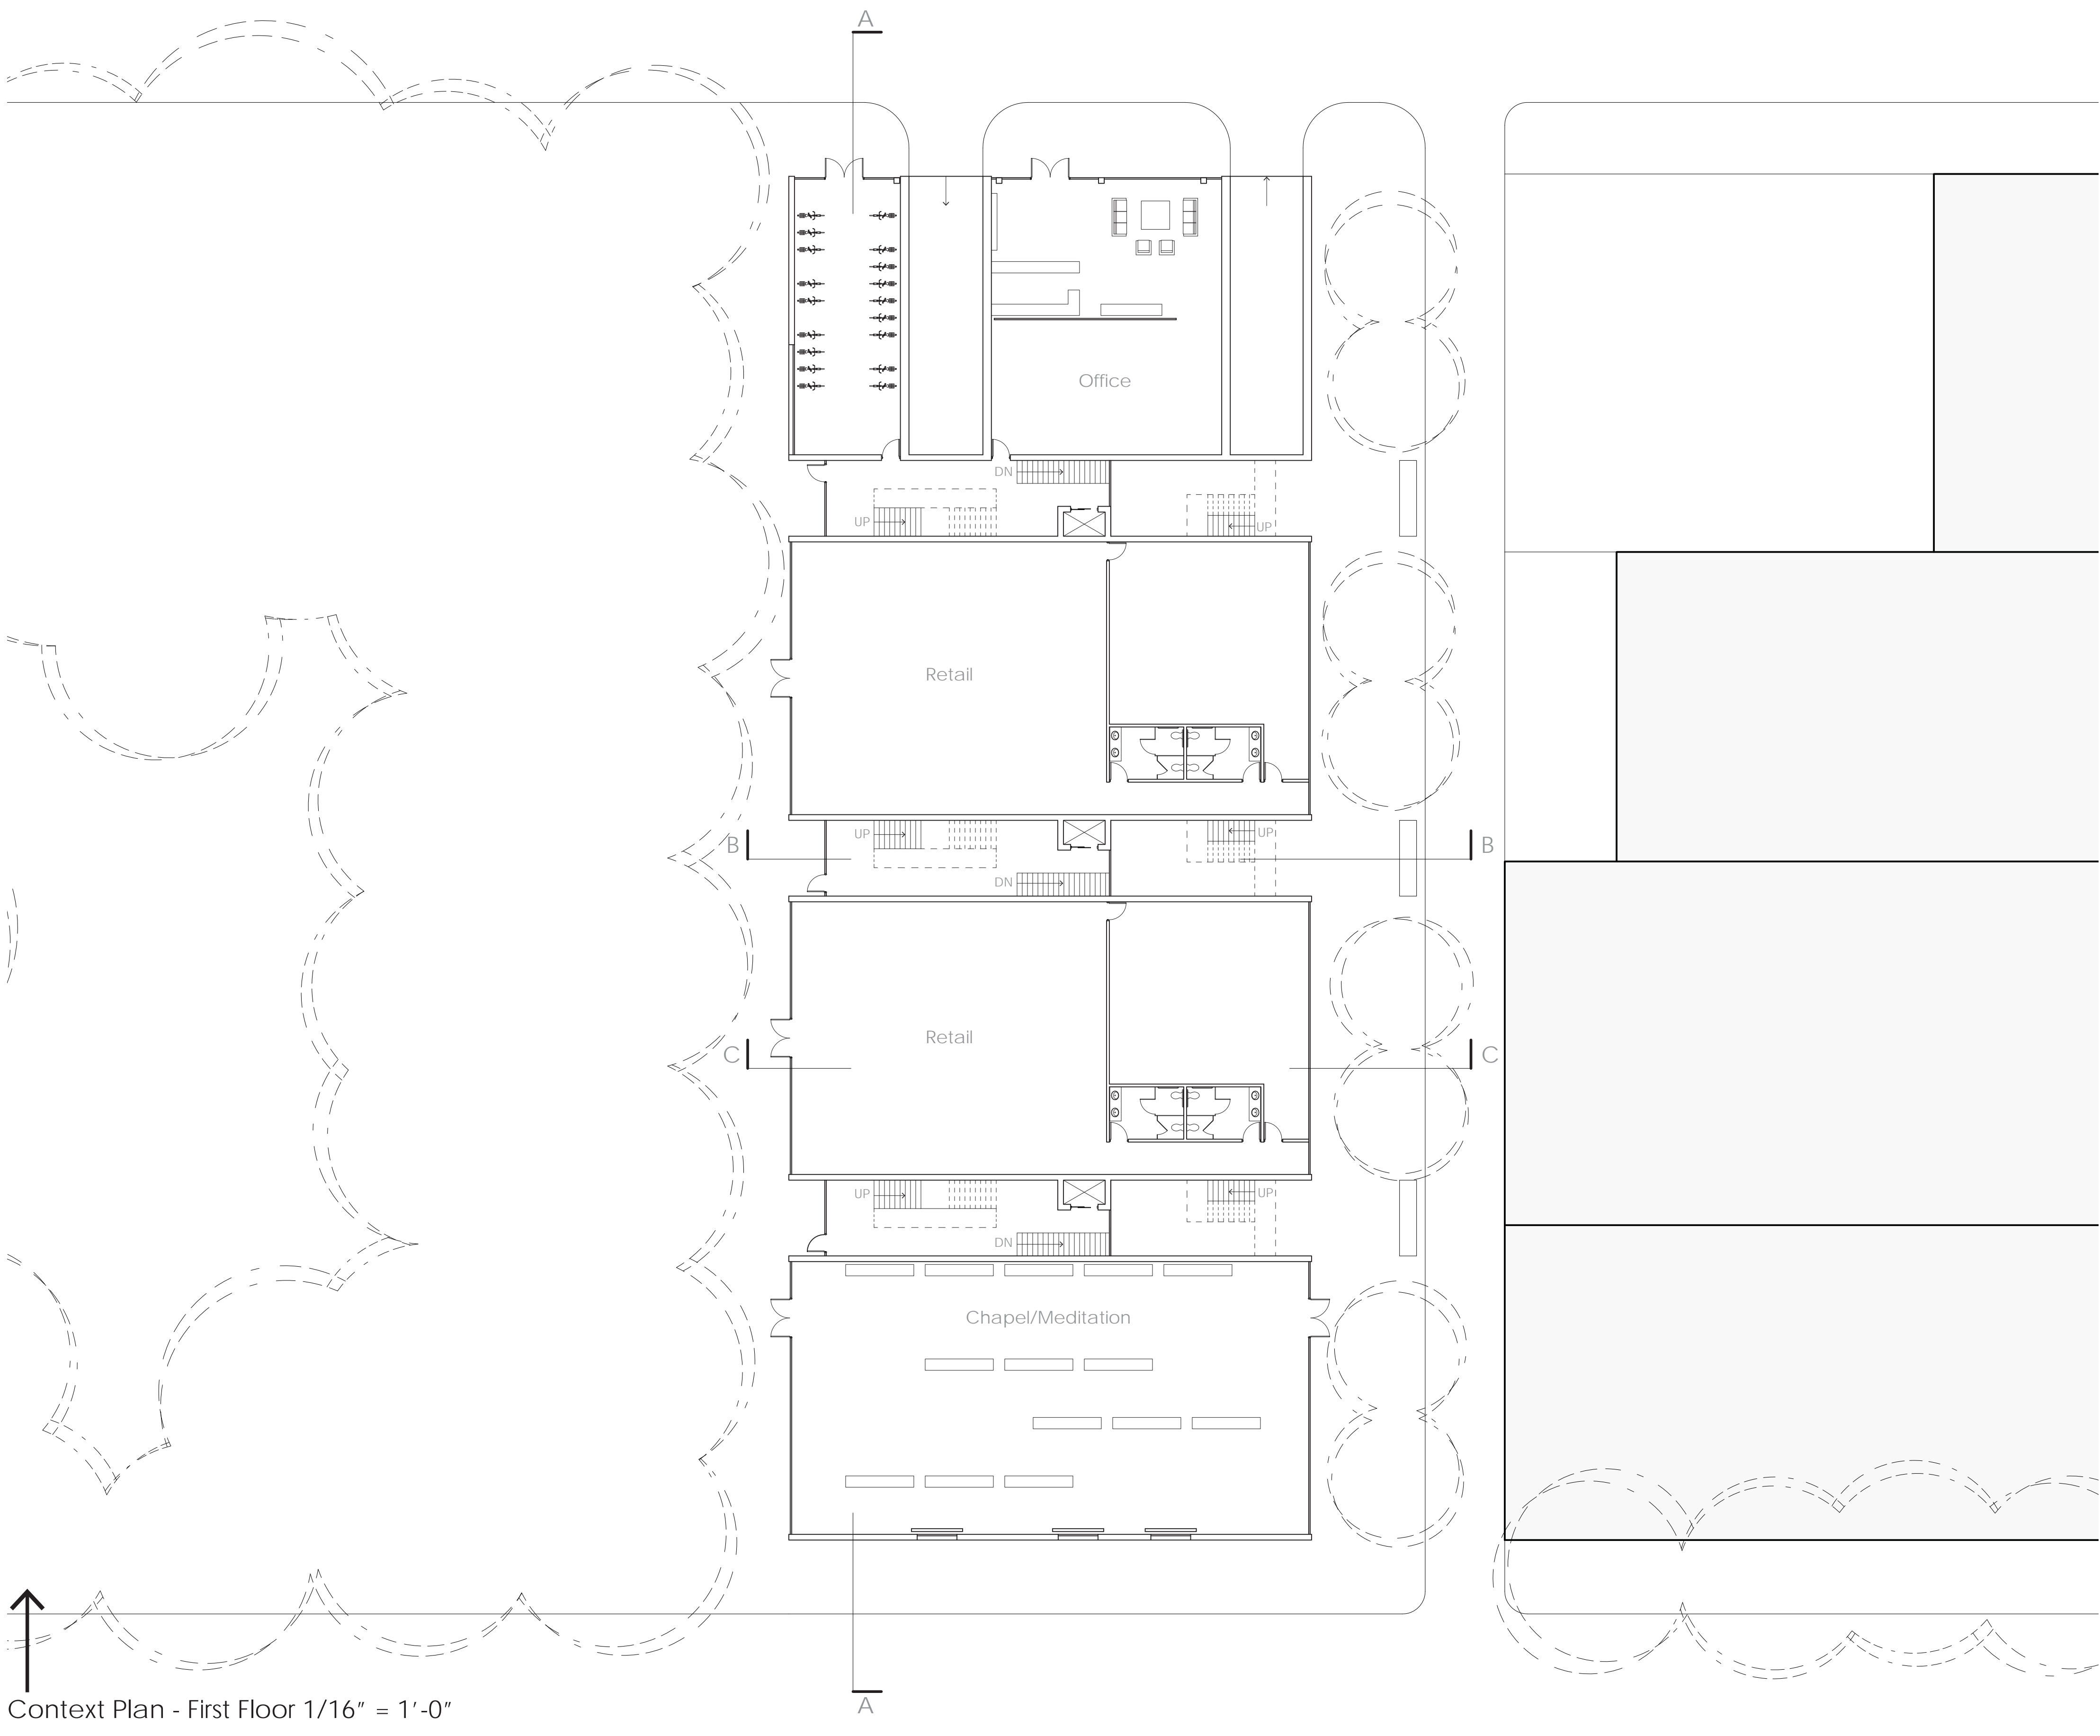 A
Office
DN
UP
UP
Retail
B
UP
UP
B
DN
Retail
C
C
UP
UP
DN
Chapel/Meditation
A
Context Plan - First Floor 1/16” = 1’-0”